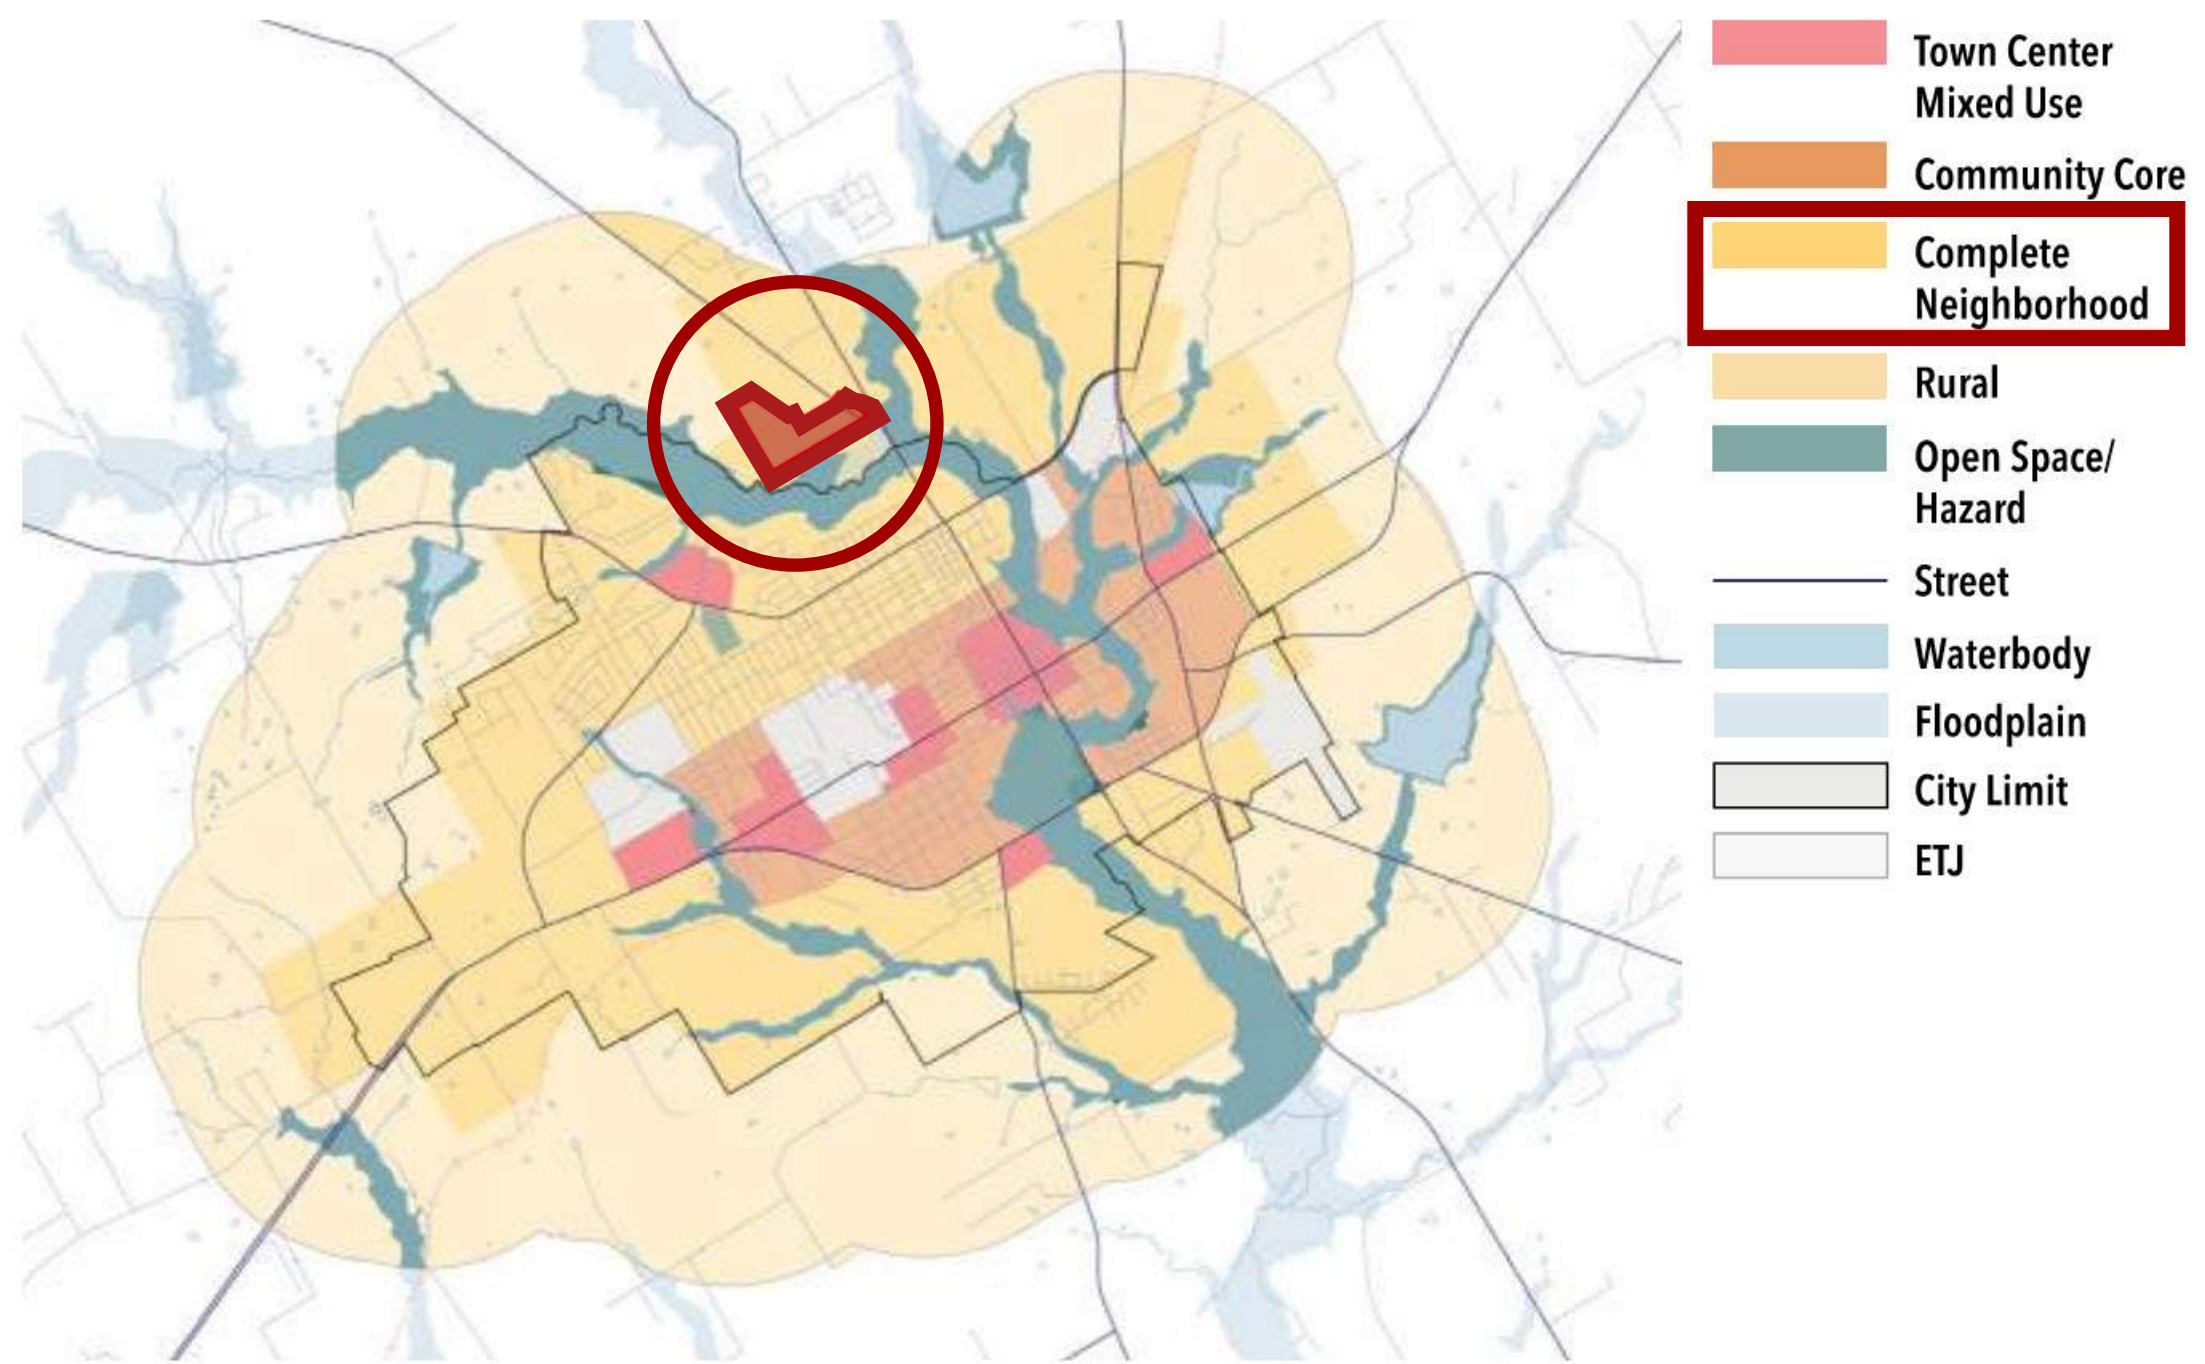 Town Center
Mixed Use
Community Core
Complete
Neighborhood
Rural
Open Space/
Hazard
Street
Waterbody
Floodplain
City Limit
ETJ